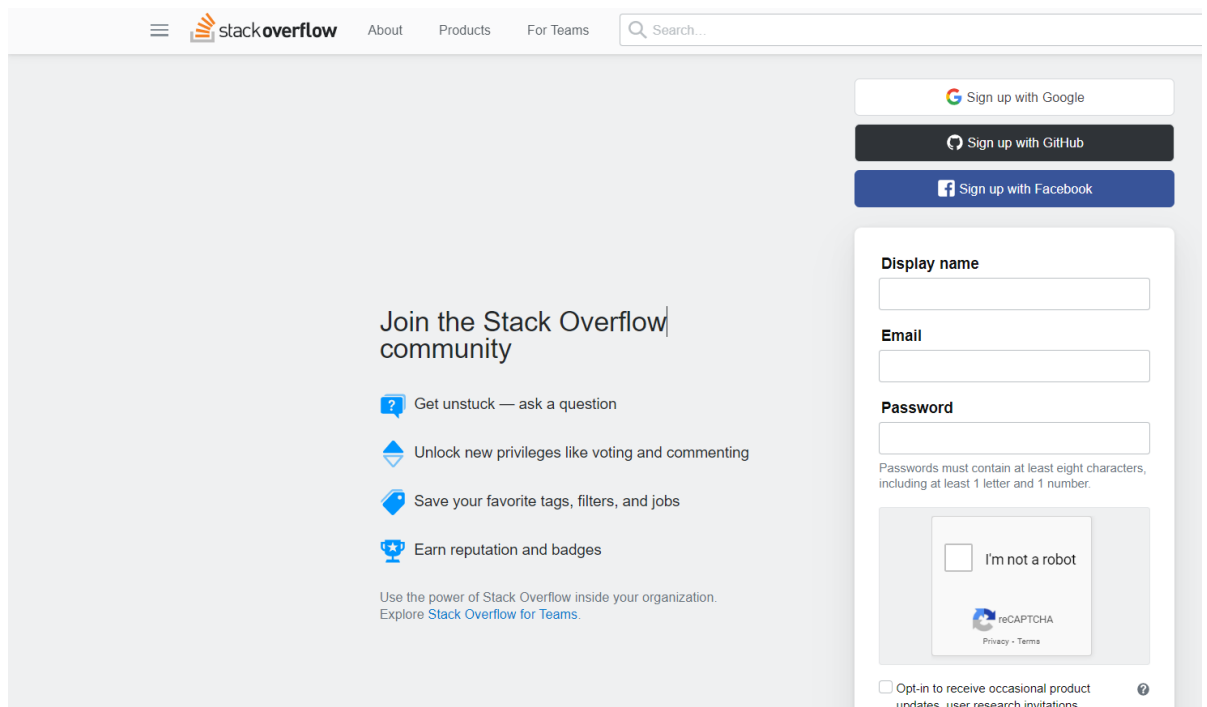 stackoverflow About Products For Teams Search...
Sign up with Google
Sign up with GitHub
Sign up with Facebook
Join the Stack Overflow
community
Get unstuck — ask a question
Unlock new privileges like voting and commenting
Save your favorite tags, filters, and jobs
Earn reputation and badges
Use the power of Stack Overflow inside your organization.
Explore Stack Overflow for Teams.
Display name
Email
Password
Passwords must contain at least eight characters,
including at least 1 letter and 1 number.
I'm not a robot
reCAPTCHA
Privacy - Terms
Opt-in to receive occasional product
updates, user research invitations,